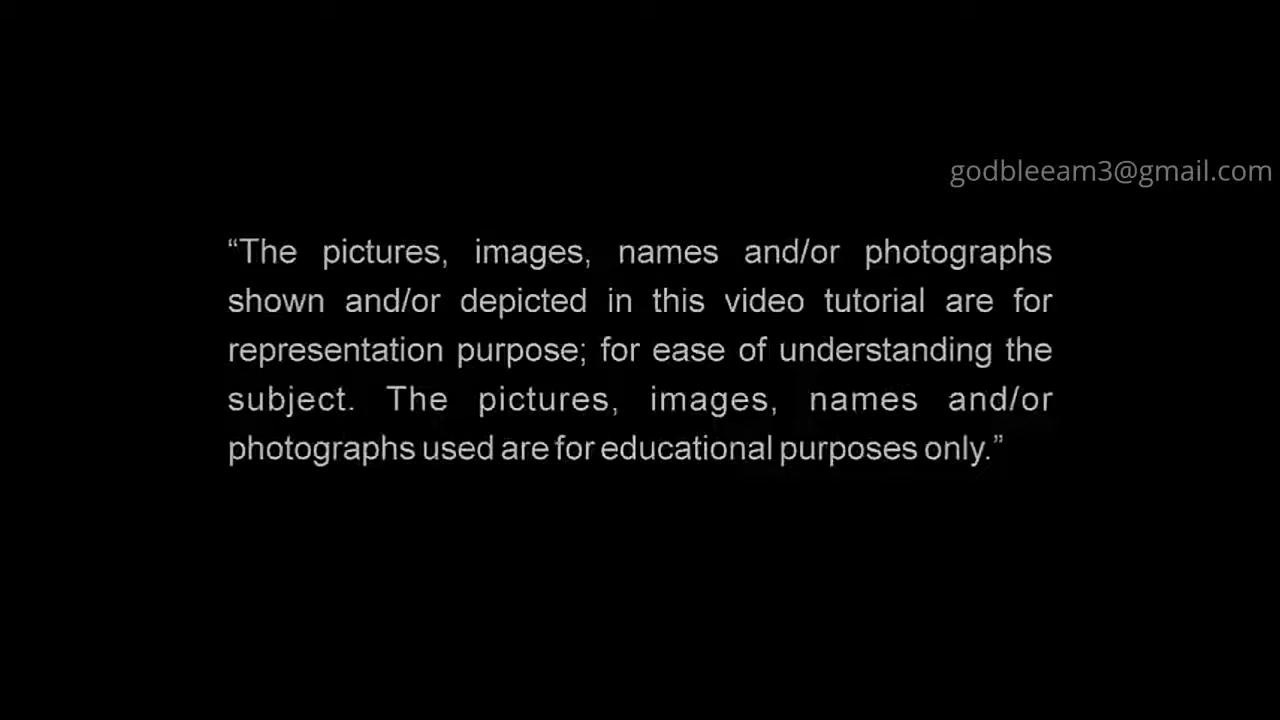 godbleeam3@gmail.com
“The pictures, images, names and/or photographs
shown and/or depicted in this video tutorial are for
representation purpose; for ease of understanding the
subject. The pictures, images, names and/or
photographs used are for educational purposes only.”